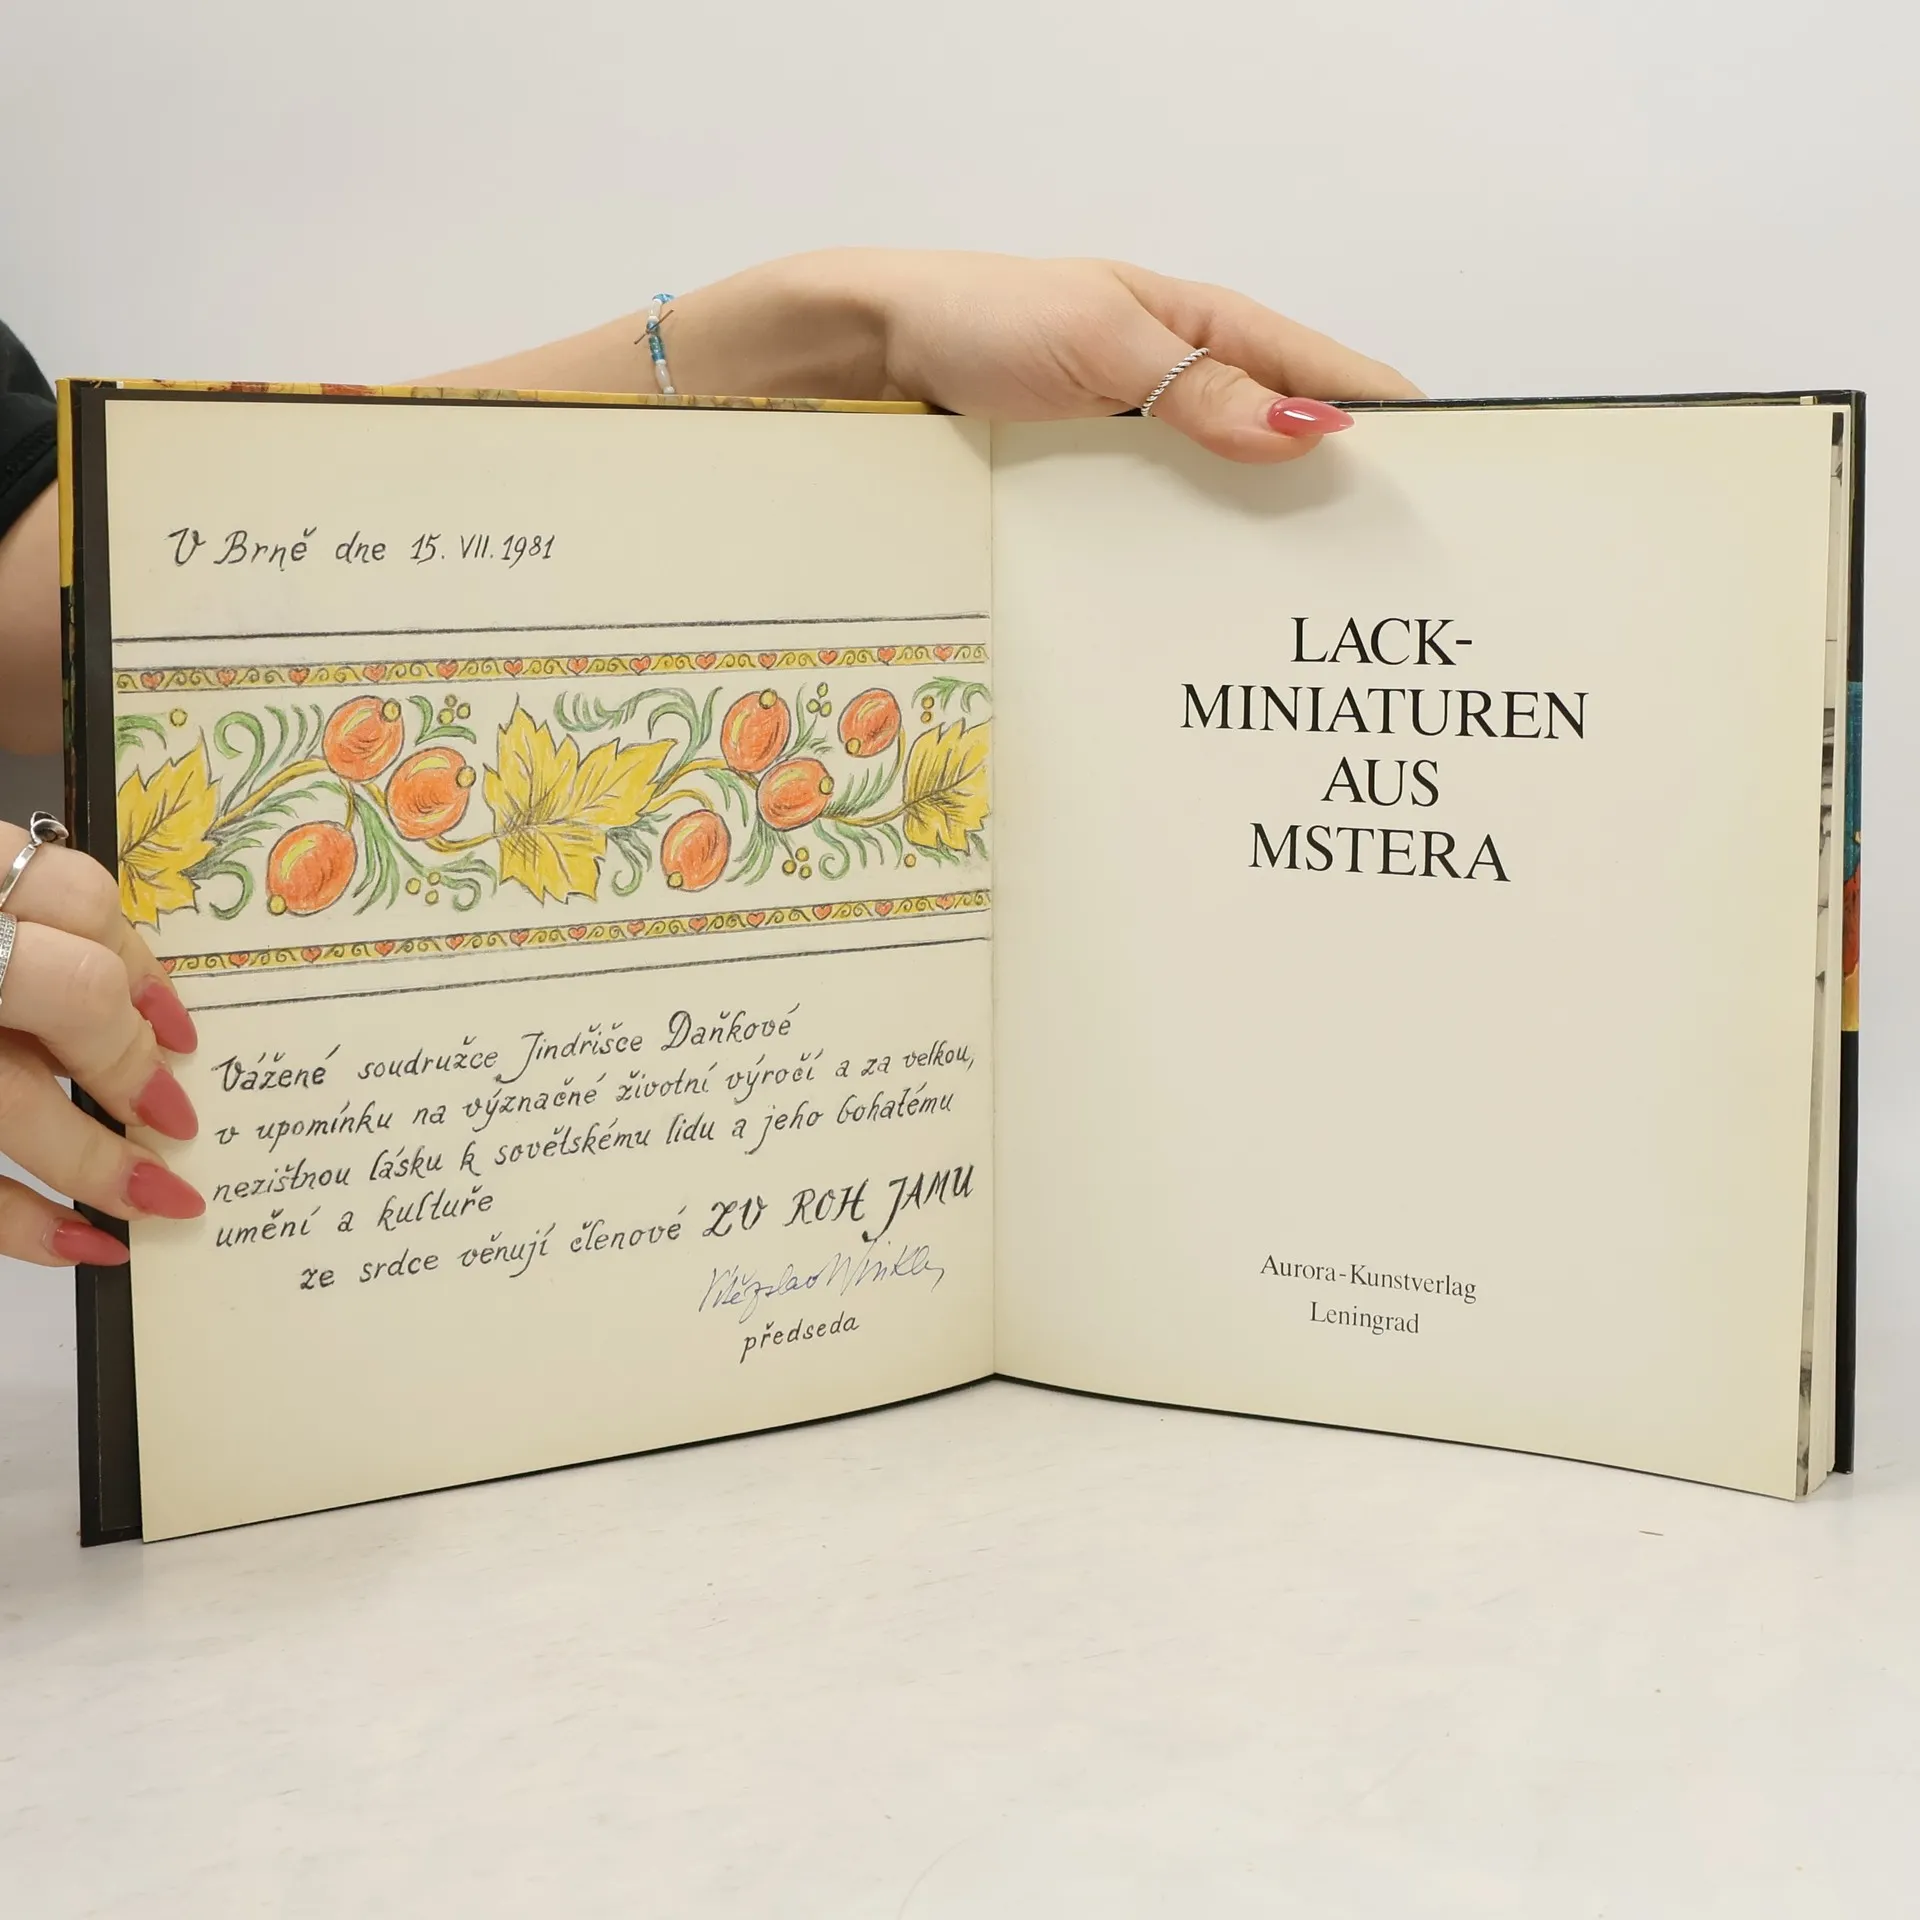 V Brně dne 15. VII. 1981
Vážené soudružce Jindřišce Daňkové
v upomínku na význačné životní výročí a za velkou,
nezištnou lásku k sovětskému lidu a jeho bohatému
umění a kultuře
ze srdce věnují členové ZV ROH JAMU
Vítězslav Winkler
předseda
LACK-
MINIATUREN
AUS
MSTERA
Aurora-Kunstverlag
Leningrad